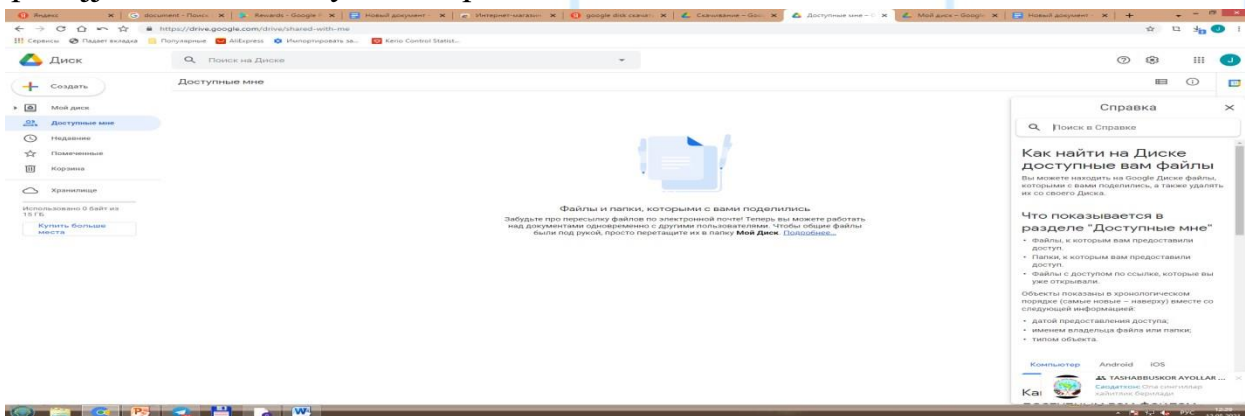 Яндекс
document - Поиск
Rewards - Google
Новый документ -
Интернет-магазин
google disk скачат
Скачивание – Goo
Доступные мне – G
Мой диск – Google
Новый документ -
https://drive.google.com/drive/shared-with-me
Сервисы
Падает вкладка
Популярные
AliExpress
Импортировать за...
Kerio Control Statist...
Диск
Поиск на Диске
Создать
Доступные мне
Мой диск
Доступные мне
Недавние
Помеченные
Корзина
Хранилище
Использовано 0 байт из
15 ГБ
Купить больше
места
Файлы и папки, которыми с вами поделились
Забудьте про пересылку файлов по электронной почте! Теперь вы можете работать
над документами одновременно с другими пользователями. Чтобы общие файлы
были под рукой, просто перетащите их в папку Мой Диск. Подробнее...
Справка
Поиск в Справке
Как найти на Диске
доступные вам файлы
Вы можете находить на Google Диске файлы,
которыми с вами поделились, а также удалять
их со своего Диска.
Что показывается в
разделе "Доступные мне"
• Файлы, к которым вам предоставили
доступ.
• Папки, к которым вам предоставили
доступ.
• Файлы с доступом по ссылке, которые вы
уже открывали.
Объекты показаны в хронологическом
порядке (самые новые – наверху) вместе со
следующей информацией:
• датой предоставления доступа;
• именем владельца файла или папки;
• типом объекта.
Компьютер
Android
iOS
TASHABBUSKOR AYOLLAR ...
Ка
РУС
12:09